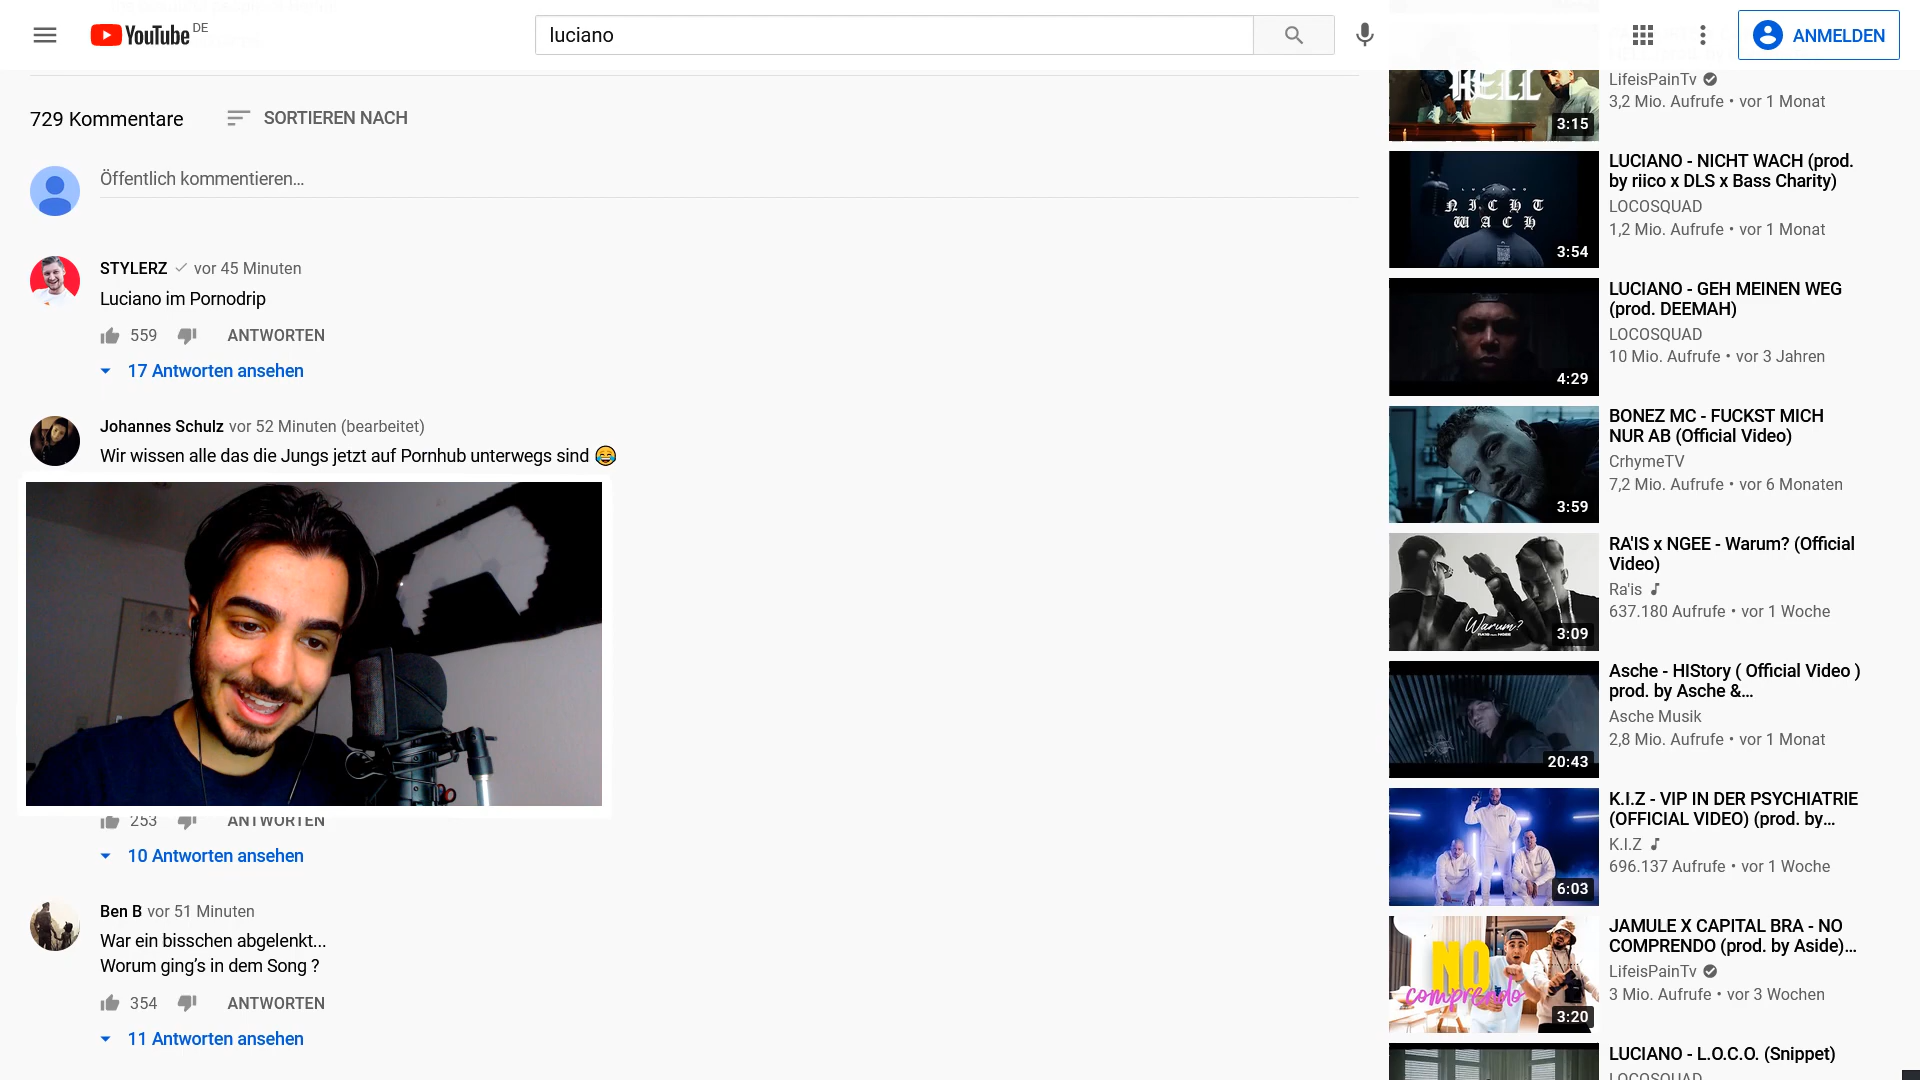 YouTube DE
luciano
ANMELDEN
729 Kommentare
SORTIEREN NACH
Öffentlich kommentieren...
STYLERZ vor 45 Minuten
Luciano im Pornodrip
559 ANTWORTEN
17 Antworten ansehen
Johannes Schulz vor 52 Minuten (bearbeitet)
Wir wissen alle das die Jungs jetzt auf Pornhub unterwegs sind 😂
253 ANTWORTEN
10 Antworten ansehen
Ben B vor 51 Minuten
War ein bisschen abgelenkt...
Worum ging's in dem Song ?
354 ANTWORTEN
11 Antworten ansehen
HELL
3:15
LifeisPainTv
3,2 Mio. Aufrufe • vor 1 Monat
LUCIANO
NICHT
WACH
3:54
LUCIANO - NICHT WACH (prod.
by riico x DLS x Bass Charity)
LOCOSQUAD
1,2 Mio. Aufrufe • vor 1 Monat
4:29
LUCIANO - GEH MEINEN WEG
(prod. DEEMAH)
LOCOSQUAD
10 Mio. Aufrufe • vor 3 Jahren
3:59
BONEZ MC - FUCKST MICH
NUR AB (Official Video)
CrhymeTV
7,2 Mio. Aufrufe • vor 6 Monaten
Warum?
3:09
RA'IS x NGEE - Warum? (Official
Video)
Ra'is
637.180 Aufrufe • vor 1 Woche
20:43
Asche - HIStory ( Official Video )
prod. by Asche &...
Asche Musik
2,8 Mio. Aufrufe • vor 1 Monat
6:03
K.I.Z - VIP IN DER PSYCHIATRIE
(OFFICIAL VIDEO) (prod. by...
K.I.Z
696.137 Aufrufe • vor 1 Woche
NO
comprendo
3:20
JAMULE X CAPITAL BRA - NO
COMPRENDO (prod. by Aside)...
LifeisPainTv
3 Mio. Aufrufe • vor 3 Wochen
LUCIANO - L.O.C.O. (Snippet)
LOCOSQUAD